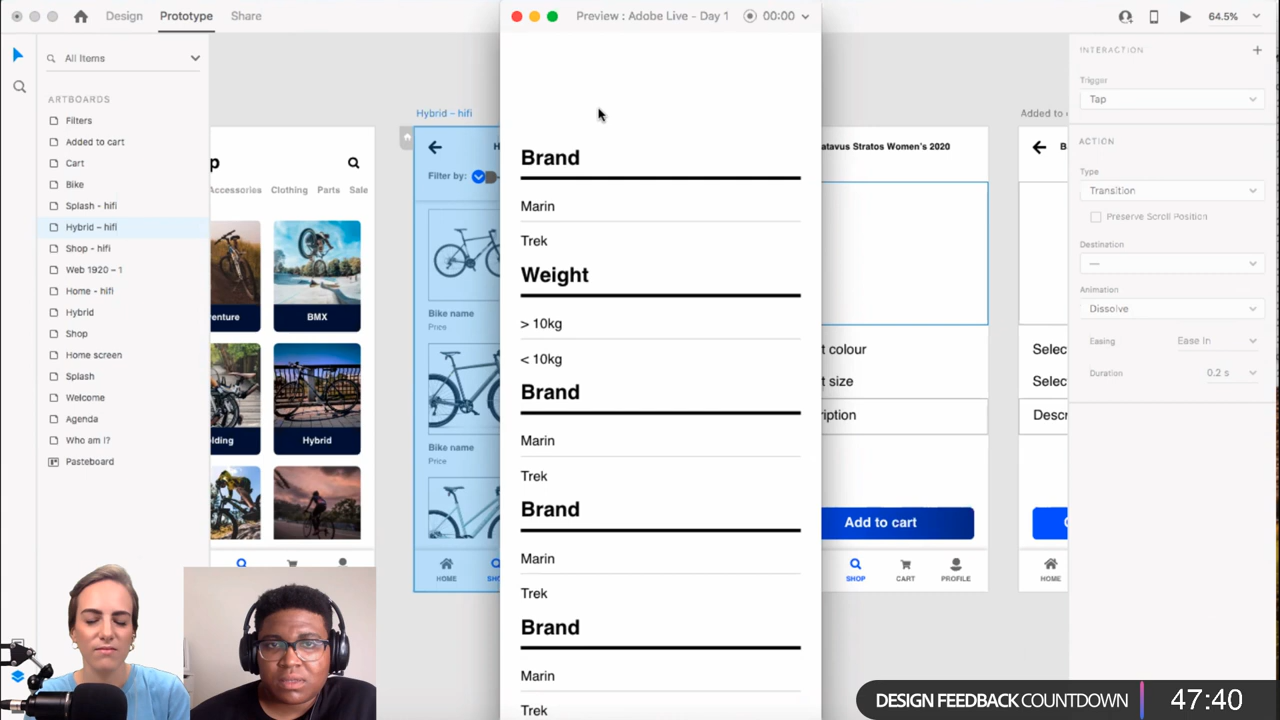 Design Prototype Share
Preview : Adobe Live - Day 1 00:00
64.5%
All Items
ARTBOARDS
Filters
Added to cart
Cart
Bike
Splash - hifi
Hybrid - hifi
Shop - hifi
Web 1920 – 1
Home - hifi
Hybrid
Shop
Home screen
Splash
Welcome
Agenda
Who am I?
Pasteboard
Accessories Clothing Parts Sale
BMX
Hybrid
Hybrid – hifi
Filter by:
Bike name
Price
Bike name
Price
HOME
Brand
Marin
Trek
Weight
> 10kg
< 10kg
Brand
Marin
Trek
Brand
Marin
Trek
Brand
Marin
Trek
atavus Stratos Women's 2020
t colour
t size
ription
Add to cart
SHOP CART PROFILE
Added to
Selec
Selec
Descr
HOME
INTERACTION
Trigger
Tap
ACTION
Type
Transition
Preserve Scroll Position
Destination
—
Animation
Dissolve
Easing Ease In
Duration 0.2 s
DESIGN FEEDBACK COUNTDOWN 47:40